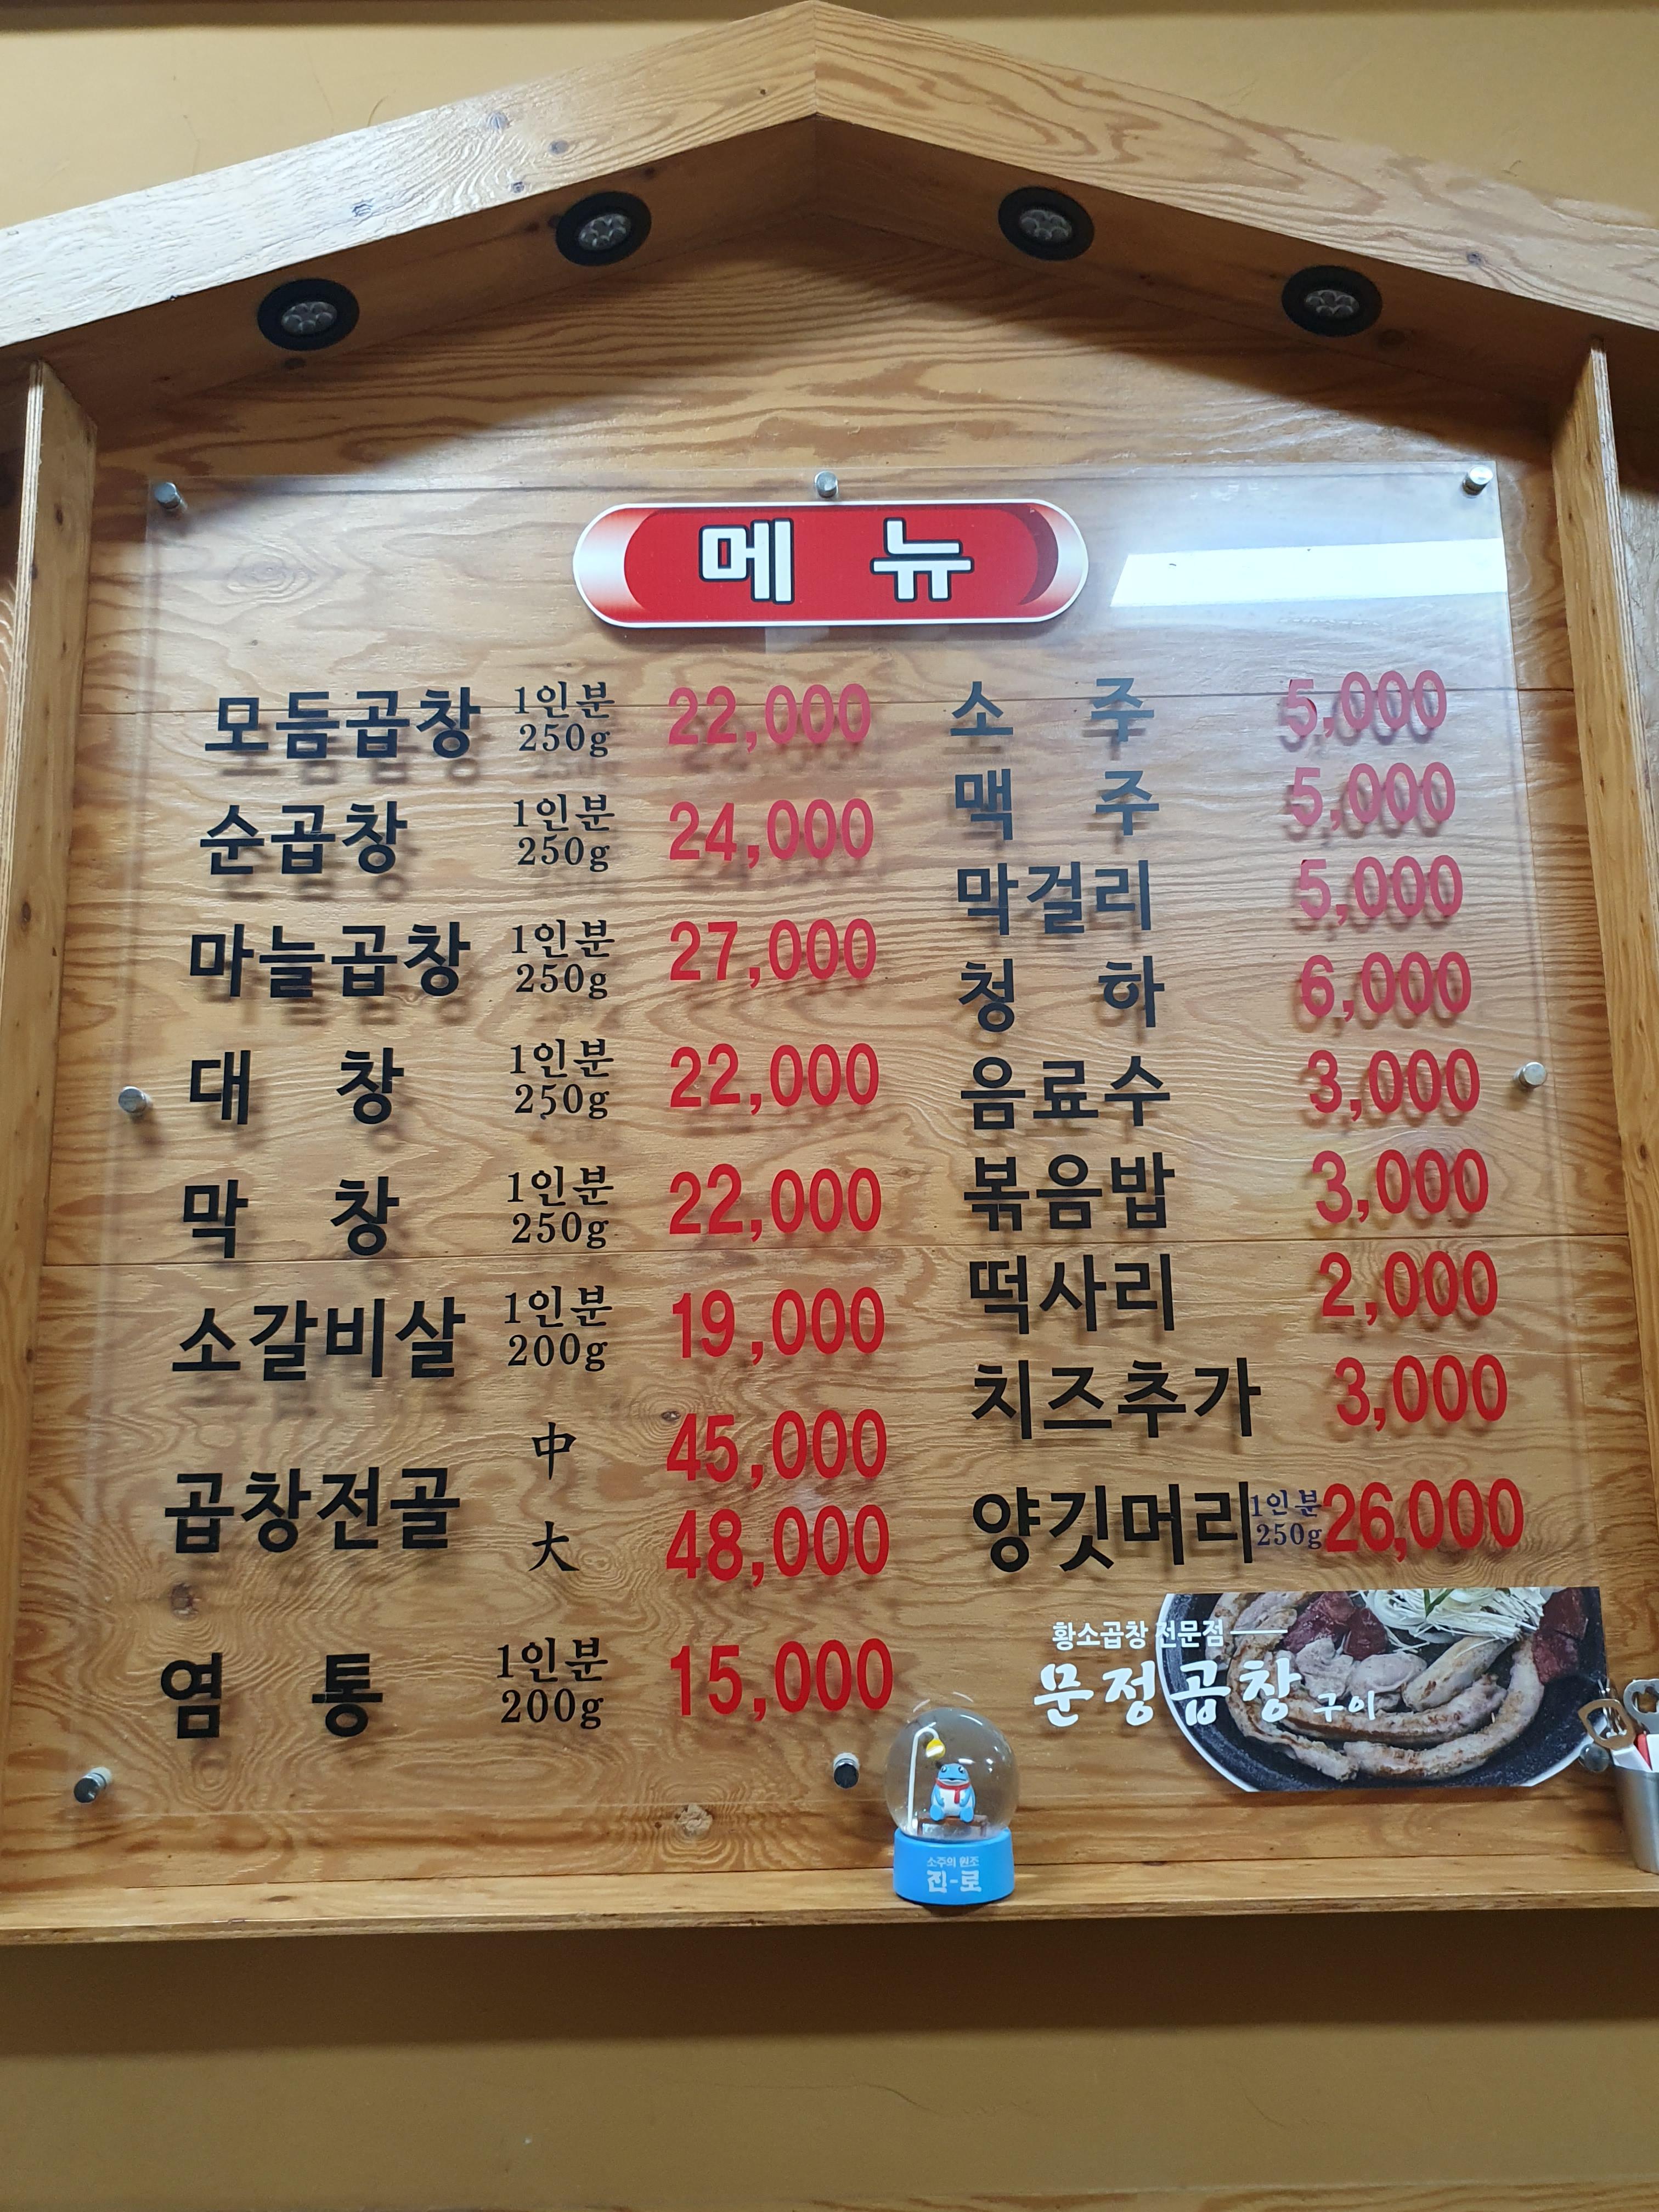 메 뉴
모듬곱창 1인분 250g 22,000
순곱창 1인분 250g 24,000
마늘곱창 1인분 250g 27,000
대 창 1인분 250g 22,000
막 창 1인분 250g 22,000
소갈비살 1인분 200g 19,000
곱창전골 中 45,000
大 48,000
염 통 1인분 200g 15,000
소 주 5,000
맥 주 5,000
막걸리 5,000
청 하 6,000
음료수 3,000
볶음밥 3,000
떡사리 2,000
치즈추가 3,000
양깃머리 1인분 250g 26,000
황소곱창 전문점
문정곱창 구이
소주의 원조
진-로